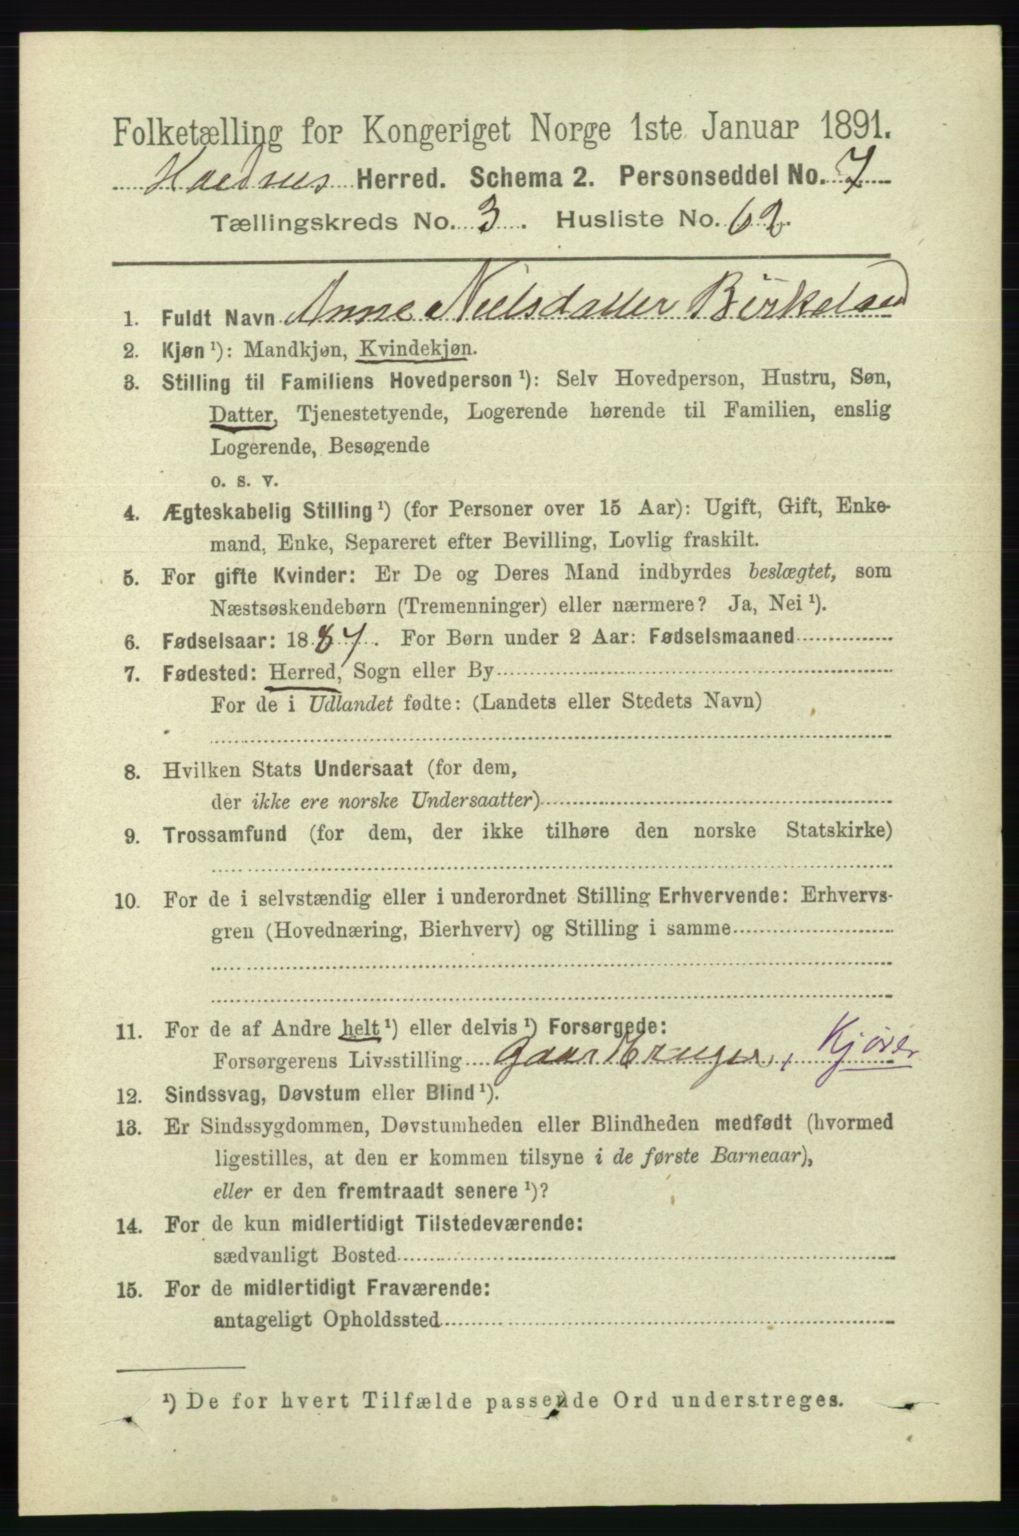 Folketælling for Kongeriget Norge 1ste Januar 1891.
Herred. Schema 2. Personseddel No. 7
Tællingskreds No. 3. Husliste No. 62.
1. Fuldt Navn Anne Nielsdatter Birkeland
2. Kjøn ¹): Mandkjøn, Kvindekjøn.
3. Stilling til Familiens Hovedperson ¹): Selv Hovedperson, Hustru, Søn,
Datter, Tjenestetyende, Logerende hørende til Familien, enslig
Logerende, Besøgende
o. s. v.
4. Ægteskabelig Stilling ¹) (for Personer over 15 Aar): Ugift, Gift, Enke-
mand, Enke, Separeret efter Bevilling, Lovlig fraskilt.
5. For gifte Kvinder: Er De og Deres Mand indbyrdes beslægtet, som
Næstsøskendebørn (Tremenninger) eller nærmere? Ja, Nei ¹).
6. Fødselsaar: 1887. For Børn under 2 Aar: Fødselsmaaned
7. Fødested: Herred, Sogn eller By
For de i Udlandet fødte: (Landets eller Stedets Navn)
8. Hvilken Stats Undersaat (for dem,
der ikke ere norske Undersaatter)
9. Trossamfund (for dem, der ikke tilhøre den norske Statskirke)
10. For de i selvstændig eller i underordnet Stilling Erhvervende: Erhvervs-
gren (Hovednæring, Bierhverv) og Stilling i samme
11. For de af Andre helt ¹) eller delvis ¹) Forsørgede:
Forsørgerens Livsstilling Gaardbruger,
12. Sindssvag, Døvstum eller Blind ¹).
13. Er Sindssygdommen, Døvstumheden eller Blindheden medfødt (hvormed
ligestilles, at den er kommen tilsyne i de første Barneaar),
eller er den fremtraadt senere ¹)?
14. For de kun midlertidigt Tilstedeværende:
sædvanligt Bosted
15. For de midlertidigt Fraværende:
antageligt Opholdssted
¹) De for hvert Tilfælde passende Ord understreges.